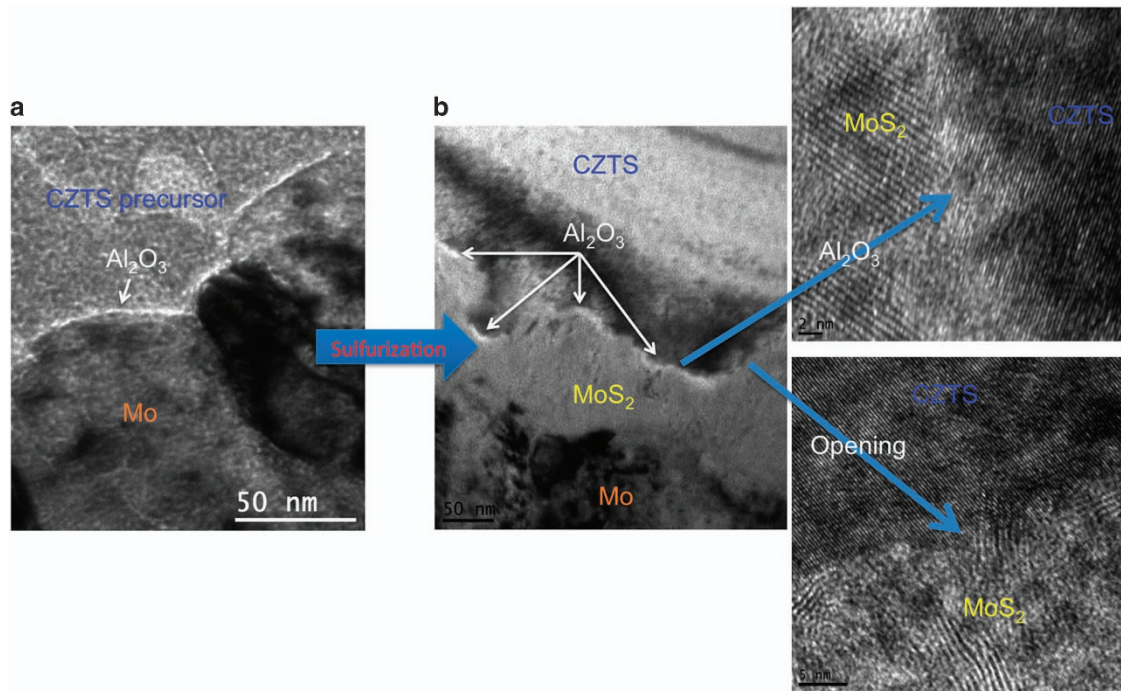 a
CZTS precursor
Al₂O₃
Mo
50 nm
Sulfurization
b
CZTS
Al₂O₃
MoS₂
Mo
50 nm
MoS₂
CZTS
Al₂O₃
2 nm
CZTS
Opening
MoS₂
5 nm